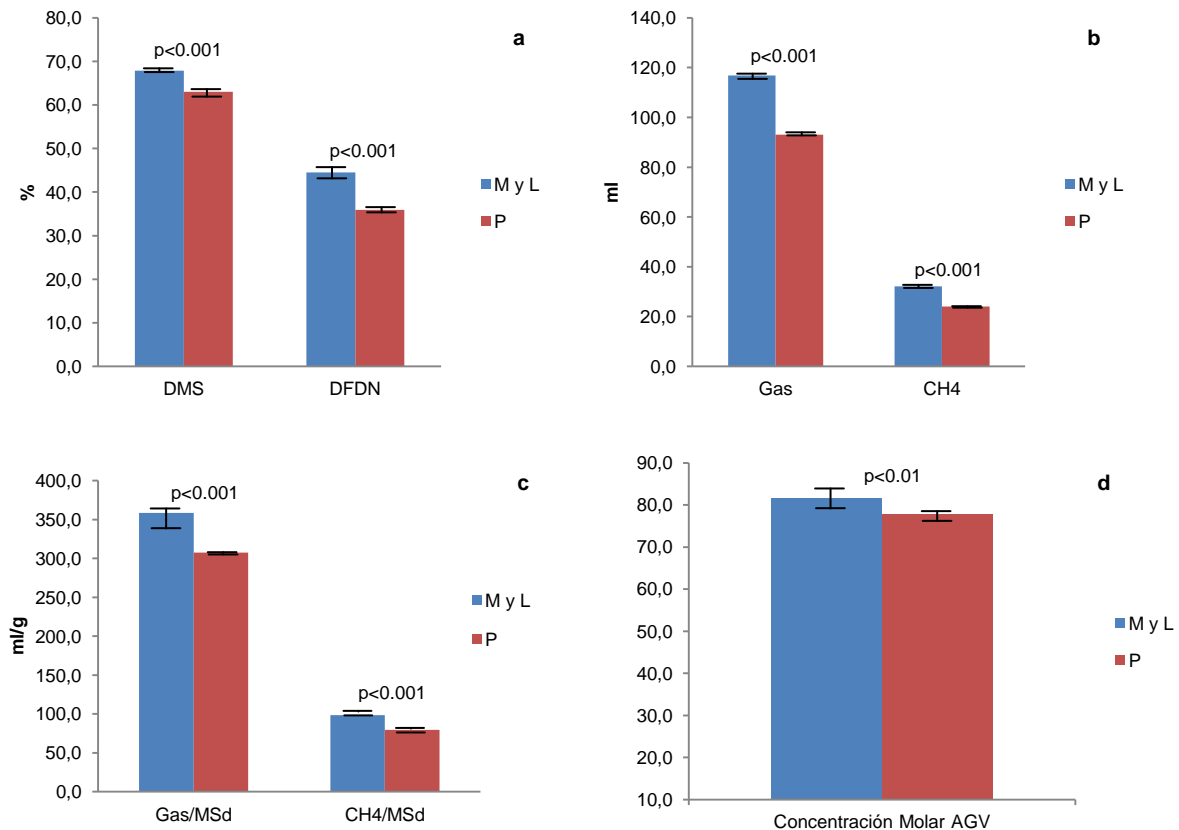 a
80,0
70,0
60,0
50,0
40,0
30,0
20,0
10,0
0,0
%
p<0.001
p<0.001
DMS DFDN
M y L
P
b
140,0
120,0
100,0
80,0
60,0
40,0
20,0
0,0
ml
p<0.001
p<0.001
Gas CH4
M y L
P
c
400,0
350,0
300,0
250,0
200,0
150,0
100,0
50,0
0,0
ml/g
p<0.001
p<0.001
Gas/MSd CH4/MSd
M y L
P
d
90,0
80,0
70,0
60,0
50,0
40,0
30,0
20,0
10,0
p<0.01
Concentración Molar AGV
M y L
P